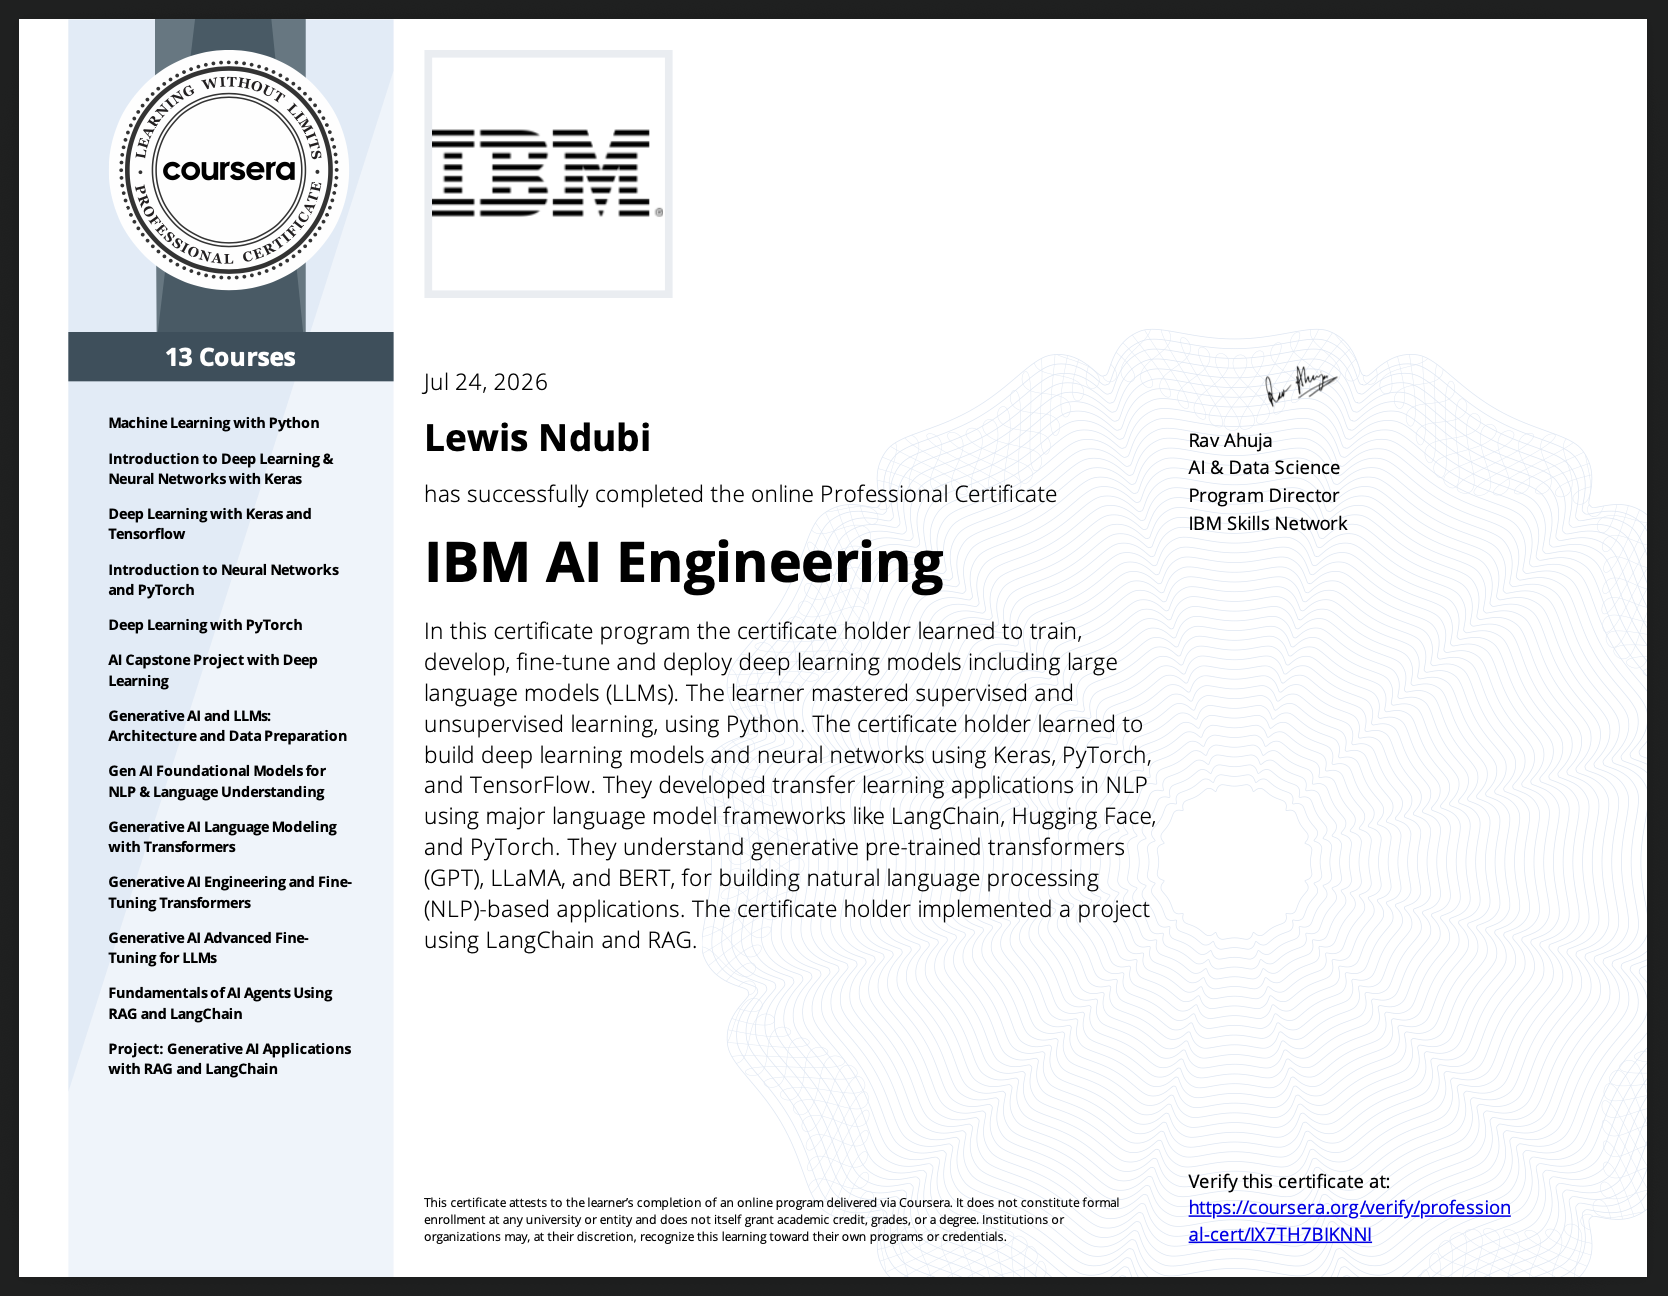 LEARNING WITHOUT LIMITS
coursera
PROFESSIONAL CERTIFICATE
13 Courses
Machine Learning with Python
Introduction to Deep Learning &
Neural Networks with Keras
Deep Learning with Keras and
Tensorflow
Introduction to Neural Networks
and PyTorch
Deep Learning with PyTorch
AI Capstone Project with Deep
Learning
Generative AI and LLMs:
Architecture and Data Preparation
Gen AI Foundational Models for
NLP & Language Understanding
Generative AI Language Modeling
with Transformers
Generative AI Engineering and Fine-
Tuning Transformers
Generative AI Advanced Fine-
Tuning for LLMs
Fundamentals of AI Agents Using
RAG and LangChain
Project: Generative AI Applications
with RAG and LangChain
IBM®
Jul 24, 2026
Lewis Ndubi
has successfully completed the online Professional Certificate
IBM AI Engineering
In this certificate program the certificate holder learned to train,
develop, fine-tune and deploy deep learning models including large
language models (LLMs). The learner mastered supervised and
unsupervised learning, using Python. The certificate holder learned to
build deep learning models and neural networks using Keras, PyTorch,
and TensorFlow. They developed transfer learning applications in NLP
using major language model frameworks like LangChain, Hugging Face,
and PyTorch. They understand generative pre-trained transformers
(GPT), LLaMA, and BERT, for building natural language processing
(NLP)-based applications. The certificate holder implemented a project
using LangChain and RAG.
This certificate attests to the learner’s completion of an online program delivered via Coursera. It does not constitute formal
enrollment at any university or entity and does not itself grant academic credit, grades, or a degree. Institutions or
organizations may, at their discretion, recognize this learning toward their own programs or credentials.
Rav Ahuja
Rav Ahuja
AI & Data Science
Program Director
IBM Skills Network
Verify this certificate at:
https://coursera.org/verify/profession
al-cert/IX7TH7BIKNNI